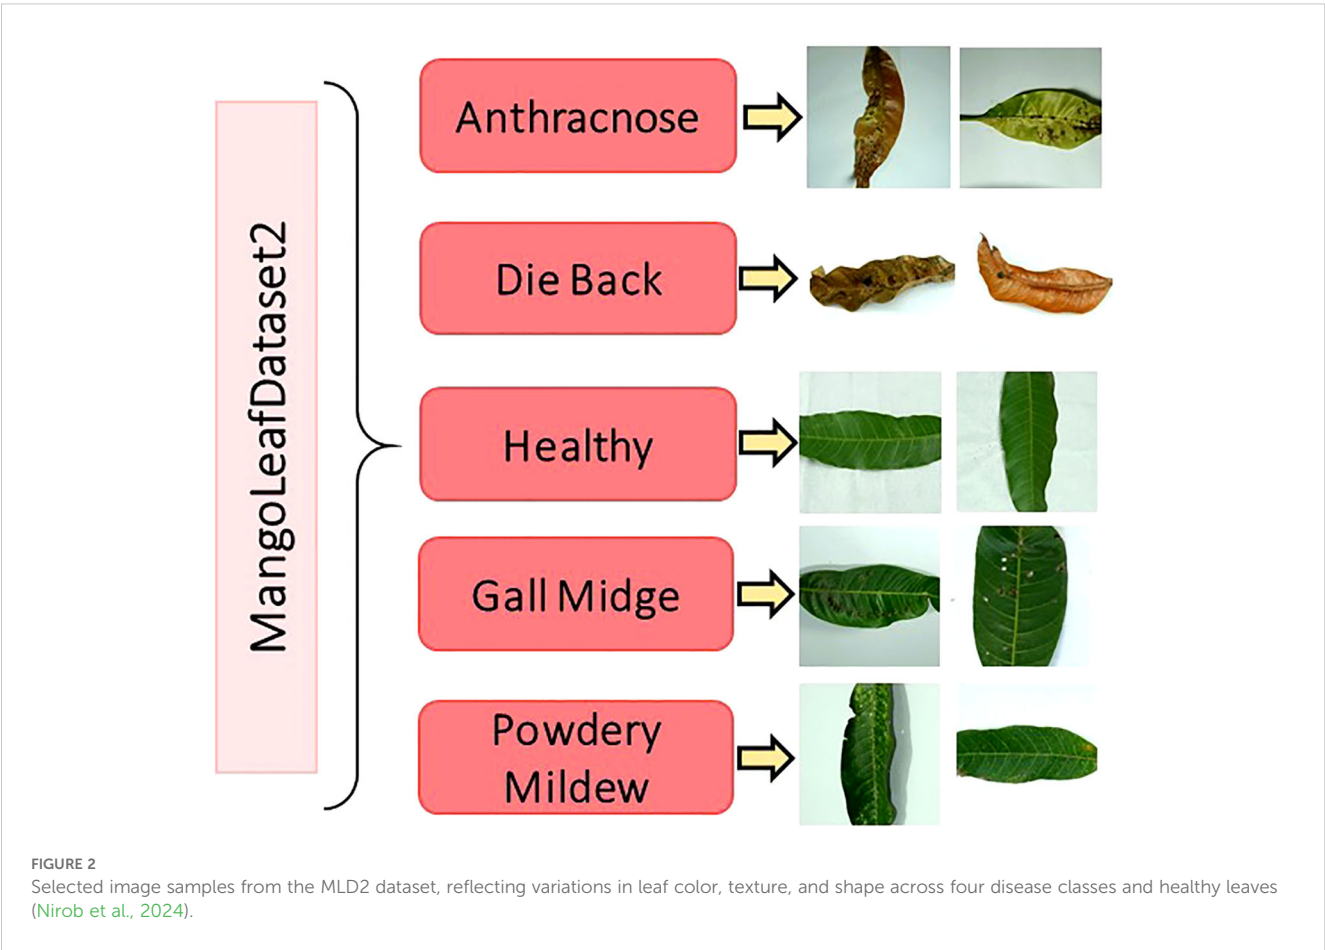 MangoLeafDataset2
Anthracnose
Die Back
Healthy
Gall Midge
Powdery
Mildew
FIGURE 2
Selected image samples from the MLD2 dataset, reflecting variations in leaf color, texture, and shape across four disease classes and healthy leaves
(Nirob et al., 2024).